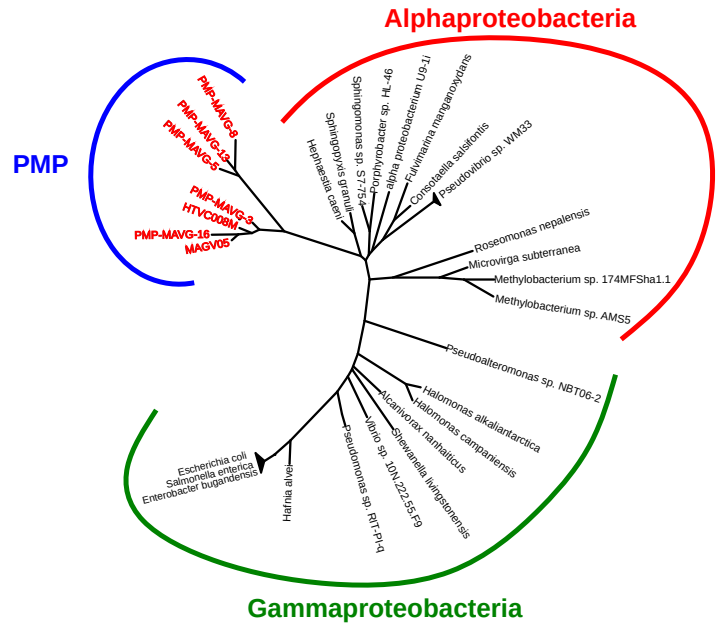 Alphaproteobacteria
PMP
PMP-MAVG-8
PMP-MAVG-13
PMP-MAVG-5
PMP-MAVG-3
HTVC008M
PMP-MAVG-16
MAGV05
Hephaestia caeni
Sphingopyxis granuli
Sphingomonas sp. S7-75-4
Porphyrobacter sp. HL-46
alpha proteobacterium U9-1i
Fulvimarina manganoxydans
Consotaella salsifontis
Pseudovibrio sp. WM33
Roseomonas nepalensis
Microvirga subterranea
Methylobacterium sp. 174MFSha1.1
Methylobacterium sp. AMS5
Pseudoalteromonas sp. NBT06-2
Halomonas alkaliantarctica
Halomonas campaniensis
Alcanivorax nanhaiticus
Shewanella livingstonensis
Vibrio sp. 10N.222.55.F9
Pseudomonas sp. RIT-PI-q
Hafnia alvei
Escherichia coli
Salmonella enterica
Enterobacter bugandensis
Gammaproteobacteria